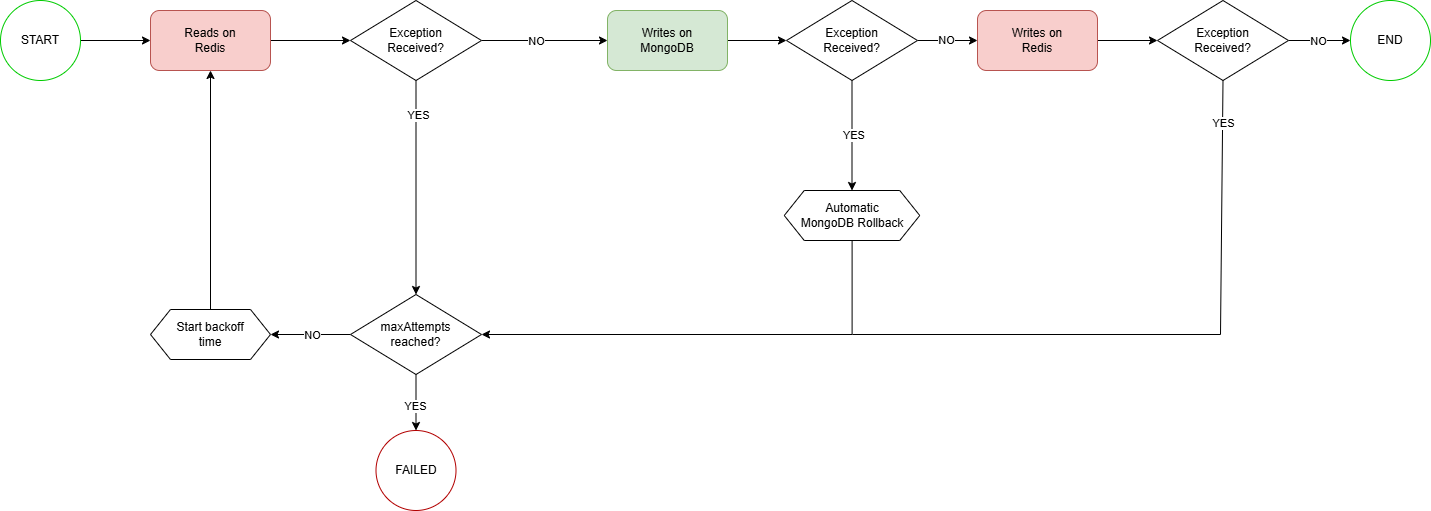 START
Reads on
Redis
Exception
Received?
NO
Writes on
MongoDB
Exception
Received?
NO
Writes on
Redis
Exception
Received?
NO
END
YES
YES
YES
Automatic
MongoDB Rollback
Start backoff
time
NO
maxAttempts
reached?
YES
FAILED